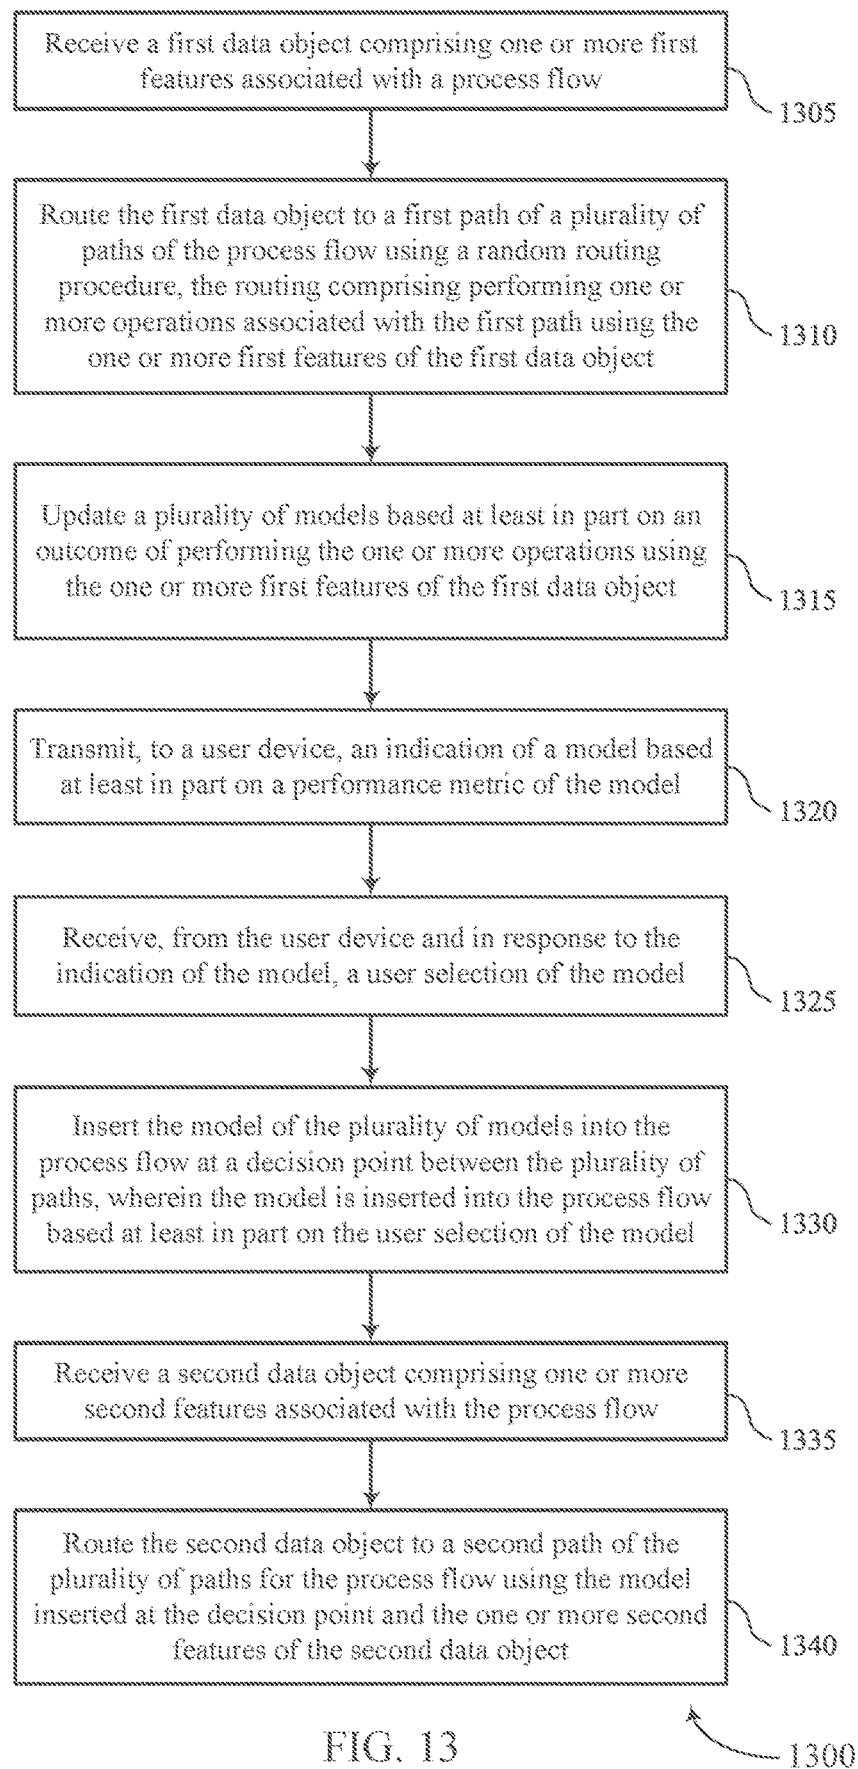 Receive a first data object comprising one or more first
features associated with a process flow
1305
Route the first data object to a first path of a plurality of
paths of the process flow using a random routing
procedure, the routing comprising performing one or
more operations associated with the first path using the
one or more first features of the first data object
1310
Update a plurality of models based at least in part on an
outcome of performing the one or more operations using
the one or more first features of the first data object
1315
Transmit, to a user device, an indication of a model based
at least in part on a performance metric of the model
1320
Receive, from the user device and in response to the
indication of the model, a user selection of the model
1325
Insert the model of the plurality of models into the
process flow at a decision point between the plurality of
paths, wherein the model is inserted into the process flow
based at least in part on the user selection of the model
1330
Receive a second data object comprising one or more
second features associated with the process flow
1335
Route the second data object to a second path of the
plurality of paths for the process flow using the model
inserted at the decision point and the one or more second
features of the second data object
1340
FIG. 13
1300